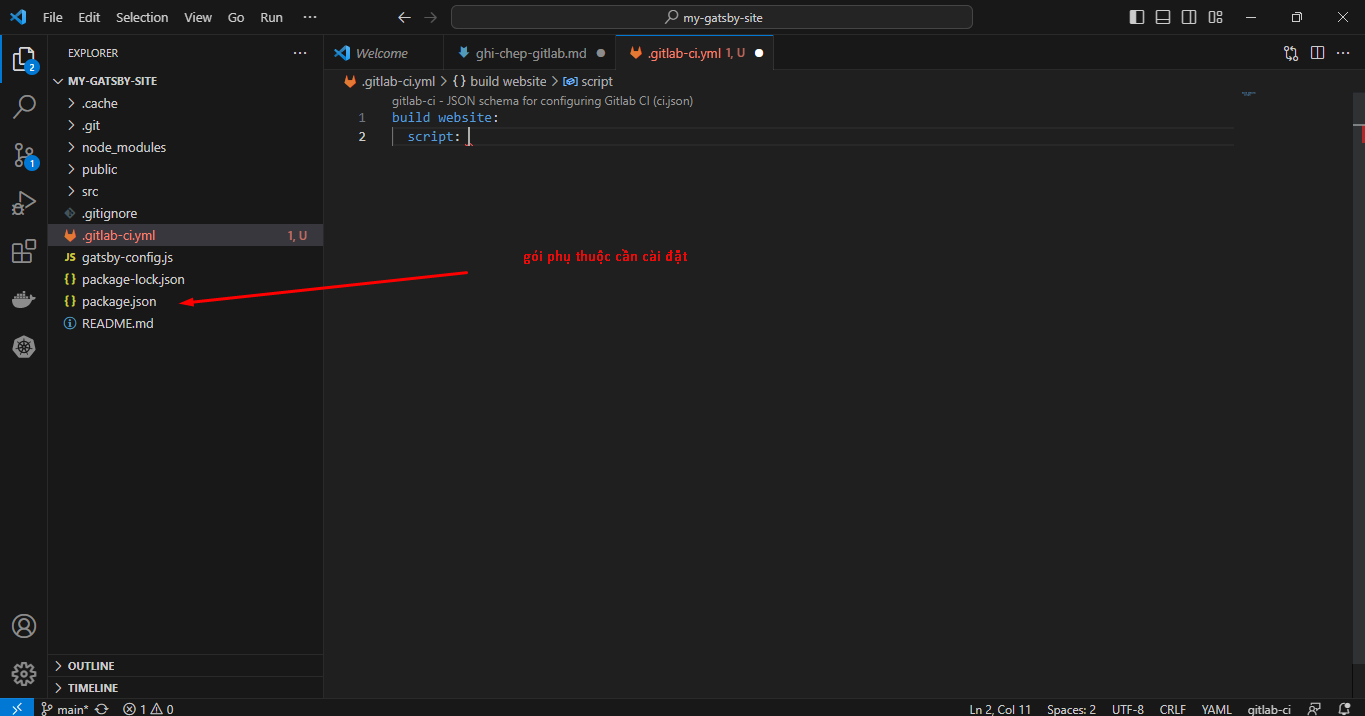 File Edit Selection View Go Run ···
my-gatsby-site
EXPLORER ···
MY-GATSBY-SITE
.cache
.git
node_modules
public
src
.gitignore
.gitlab-ci.yml 1, U
JS gatsby-config.js
{} package-lock.json
{} package.json
README.md
OUTLINE
TIMELINE
2
1
Welcome ghi-chep-gitlab.md .gitlab-ci.yml 1, U
.gitlab-ci.yml > {} build website > script
gitlab-ci - JSON schema for configuring Gitlab CI (ci.json)
1 build website:
2 script:
gói phụ thuộc cần cài đặt
main* 1 0 Ln 2, Col 11 Spaces: 2 UTF-8 CRLF YAML gitlab-ci